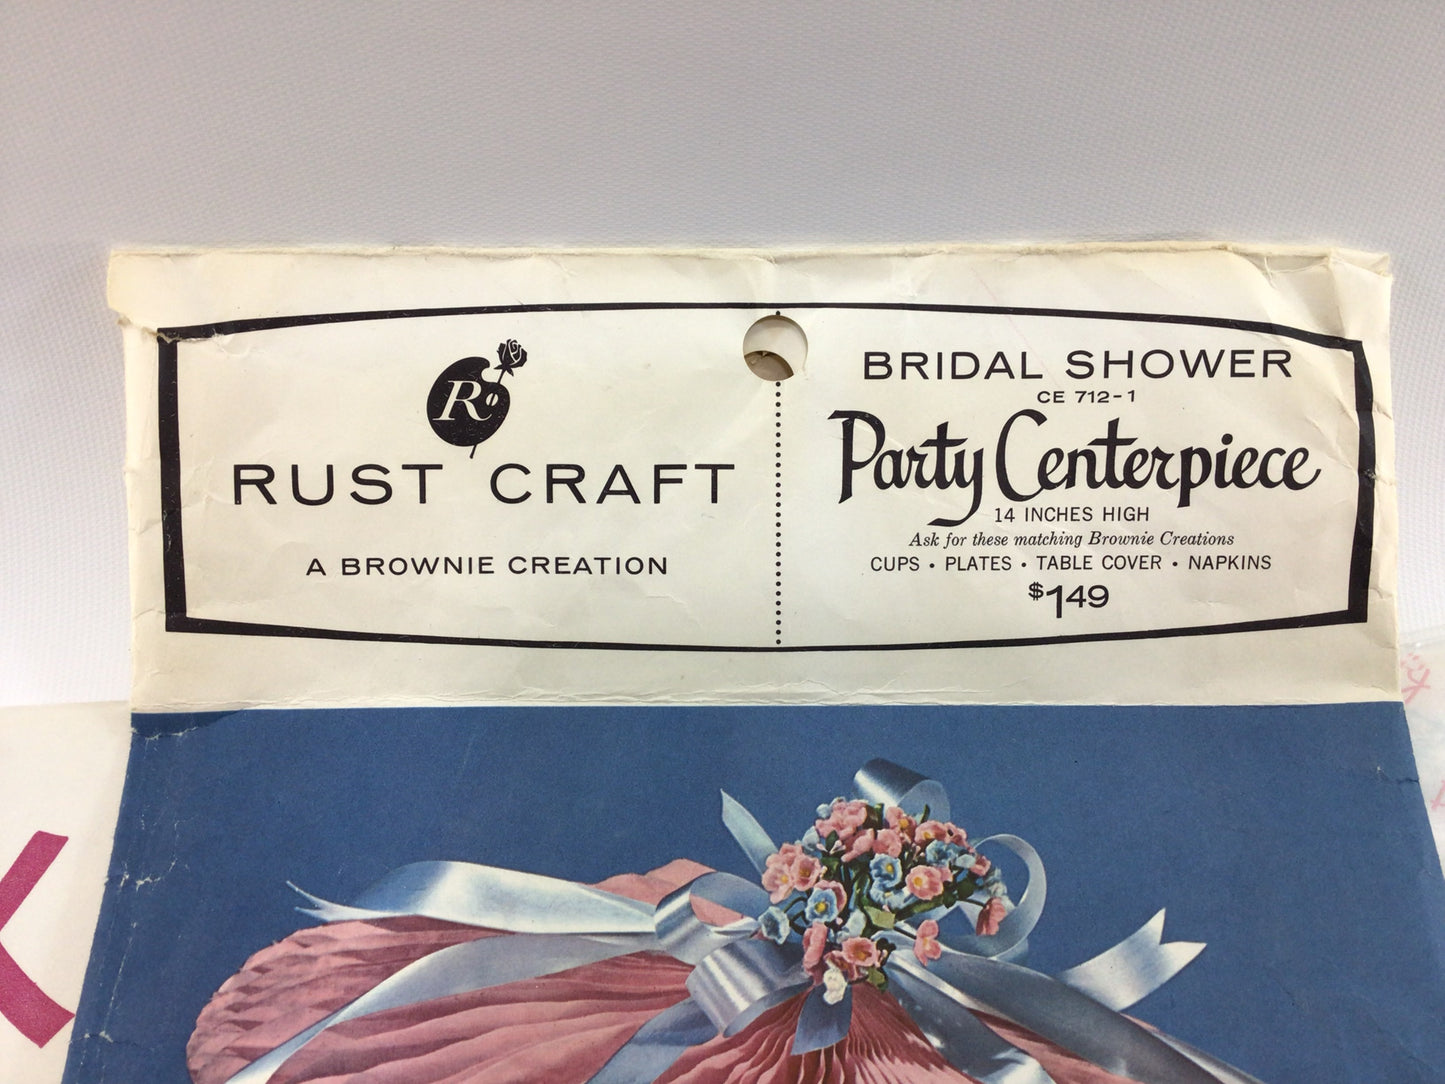 R
RUST CRAFT
A BROWNIE CREATION
BRIDAL SHOWER
CE 712-1
Party Centerpiece
14 INCHES HIGH
Ask for these matching Brownie Creations
CUPS • PLATES • TABLE COVER • NAPKINS
$149